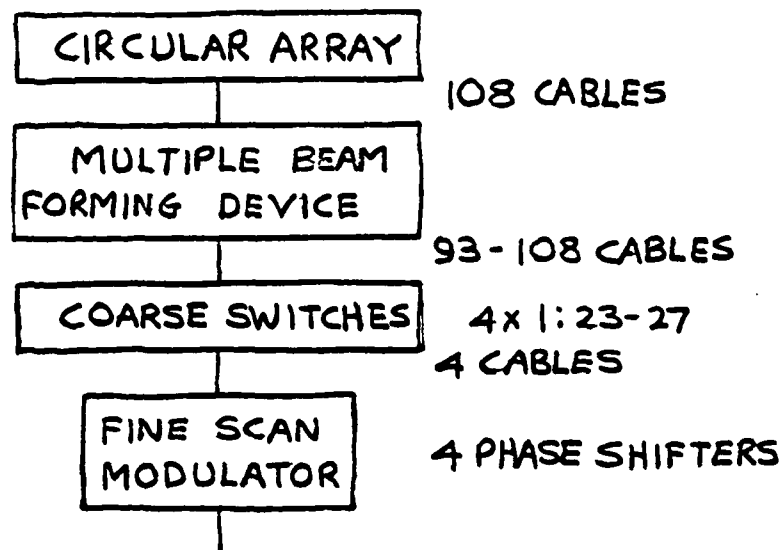 CIRCULAR ARRAY
108 CABLES
MULTIPLE BEAM
FORMING DEVICE
93-108 CABLES
COARSE SWITCHES
4x 1:23-27
4 CABLES
FINE SCAN
MODULATOR
4 PHASE SHIFTERS